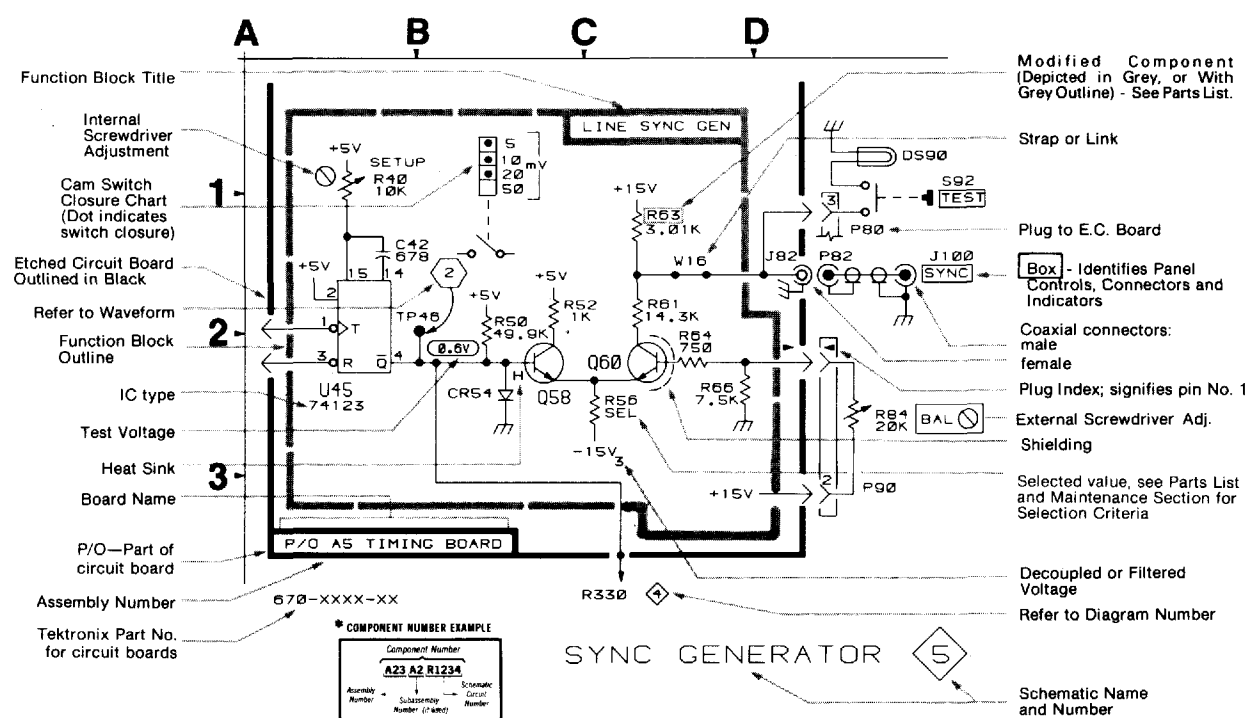 A B C D
Function Block Title
Internal
Screwdriver
Adjustment
Cam Switch
Closure Chart
(Dot indicates
switch closure)
Etched Circuit Board
Outlined in Black
Refer to Waveform
Function Block
Outline
IC type
Test Voltage
Heat Sink
Board Name
P/O—Part of
circuit board
Assembly Number
Tektronix Part No.
for circuit boards
1
2
3
LINE SYNC GEN
+5V
SETUP
R40
10K
5
10
20
50
mV
C42
678
+5V
15 14
2
1 T
3 R
Q̅ 4
U45
74123
2
TP46
0.6V
+5V
R50
49.9K
CR54
+5V
R52
1K
H
Q58
Q60
R56
SEL
-15V3
+15V
R63
3.01K
W16
R61
14.3K
R64
750
R66
7.5K
+15V
DS90
S92
TEST
3
P80
J82 P82
J100
SYNC
1
R84
20K
BAL
2
P90
P/O A5 TIMING BOARD
670-XXXX-XX
R330 4
* COMPONENT NUMBER EXAMPLE
Component Number
A23 A2 R1234
Assembly
Number
Subassembly
Number (if used)
Schematic
Circuit
Number
SYNC GENERATOR 5
Modified Component
(Depicted in Grey, or With
Grey Outline) - See Parts List.
Strap or Link
Plug to E.C. Board
Box - Identifies Panel
Controls, Connectors and
Indicators
Coaxial connectors:
male
female
Plug Index; signifies pin No. 1
External Screwdriver Adj.
Shielding
Selected value, see Parts List
and Maintenance Section for
Selection Criteria
Decoupled or Filtered
Voltage
Refer to Diagram Number
Schematic Name
and Number